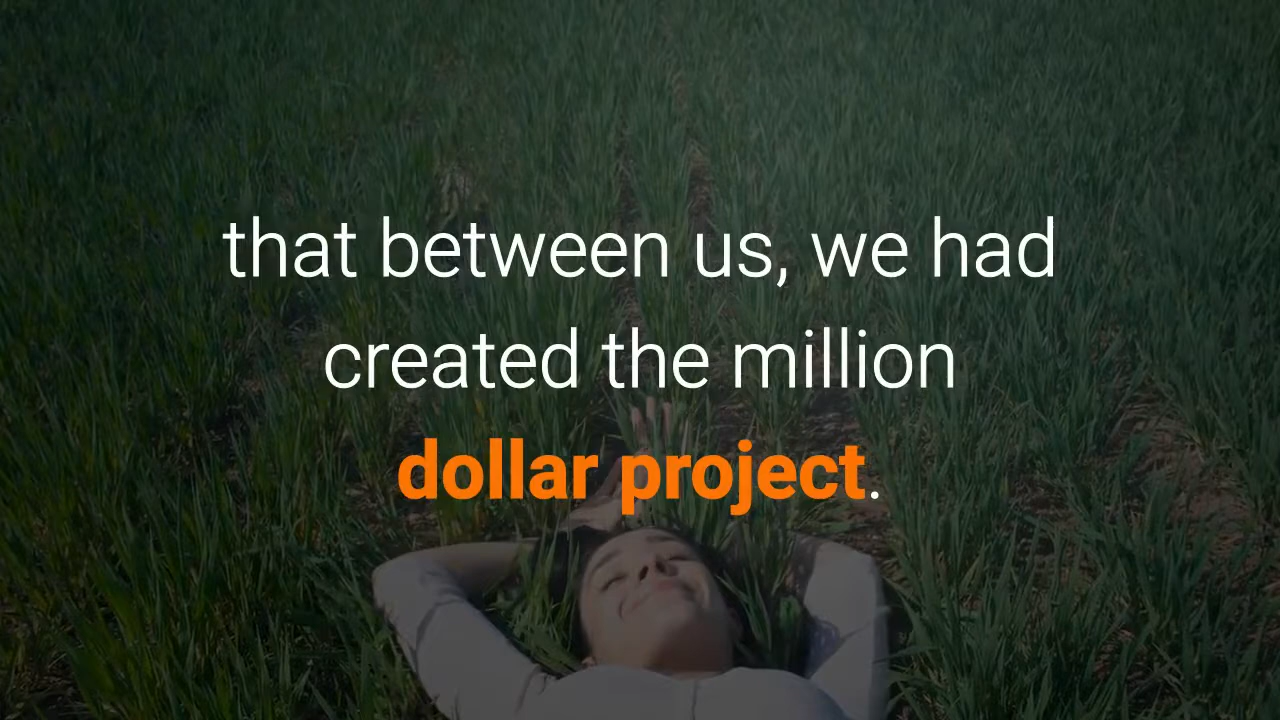 that between us, we had
created the million
dollar project.